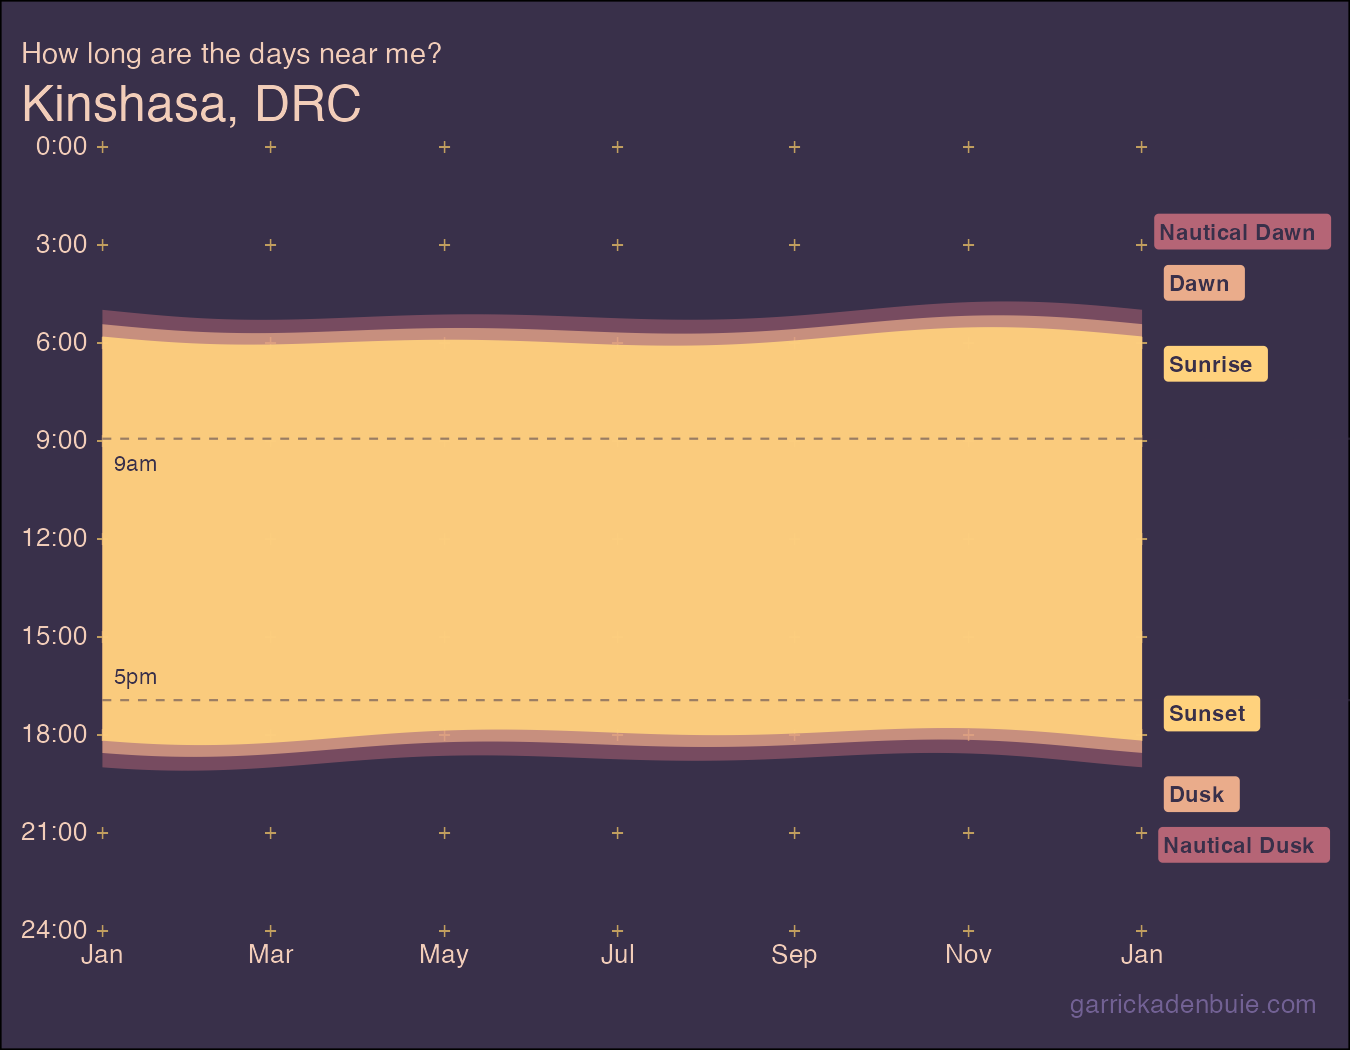 How long are the days near me?
Kinshasa, DRC
0:00
3:00
Nautical Dawn
Dawn
6:00
Sunrise
9:00
9am
12:00
15:00
5pm
Sunset
18:00
Dusk
21:00
Nautical Dusk
24:00
Jan Mar May Jul Sep Nov Jan
garrickadenbuie.com